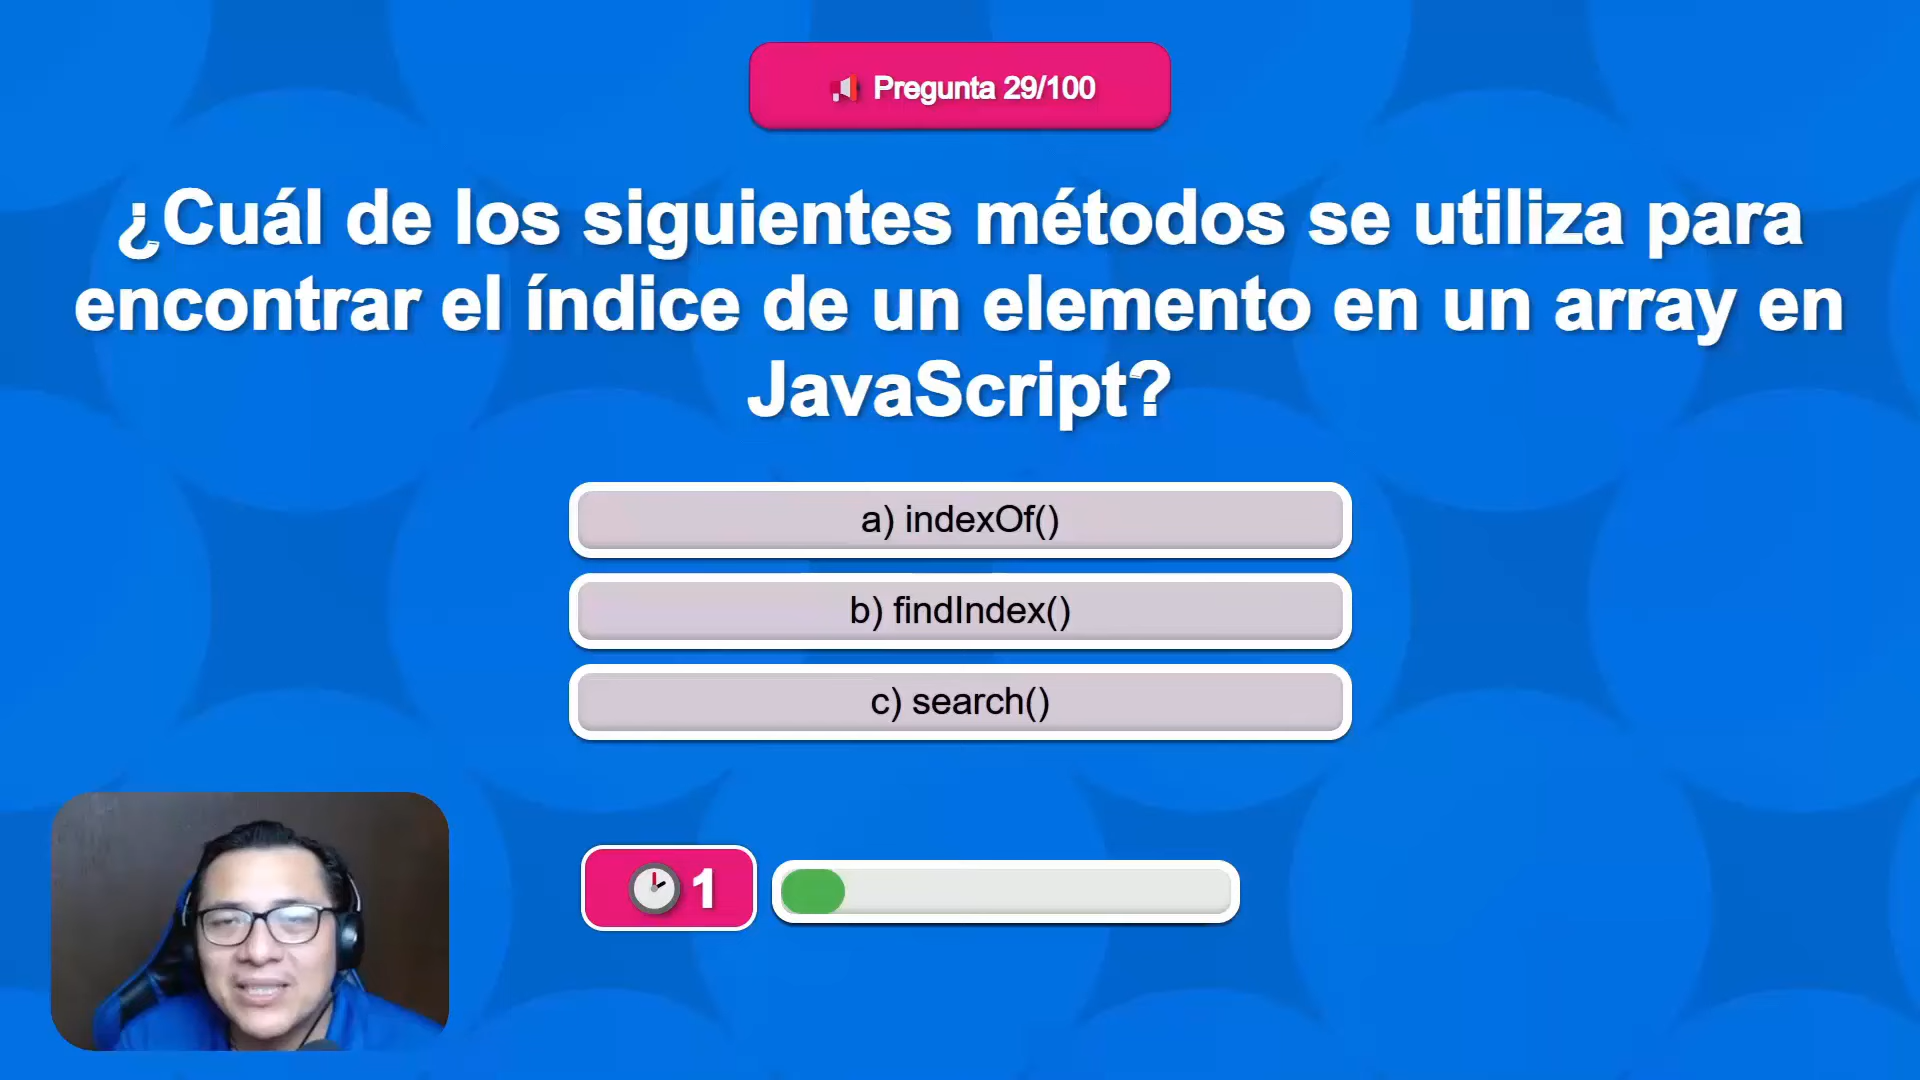 Pregunta 29/100
¿Cuál de los siguientes métodos se utiliza para
encontrar el índice de un elemento en un array en
JavaScript?
a) indexOf()
b) findIndex()
c) search()
1